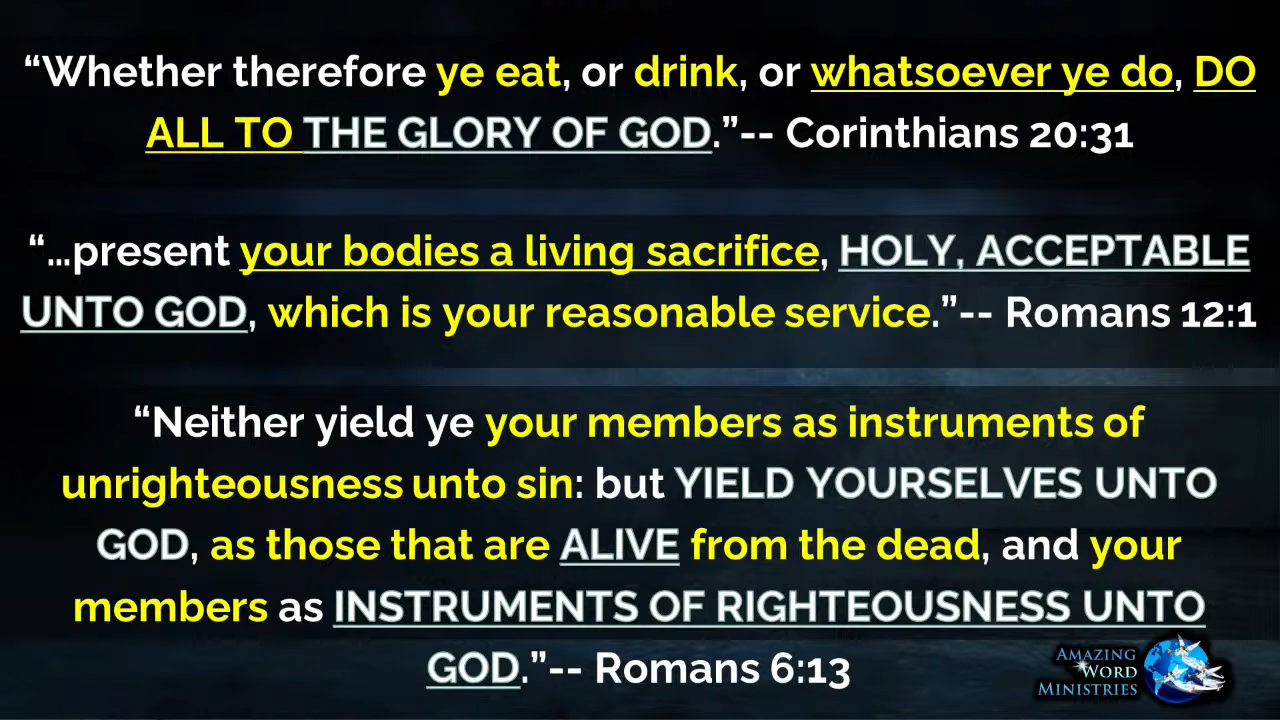 “Whether therefore ye eat, or drink, or whatsoever ye do, DO
ALL TO THE GLORY OF GOD.”-- Corinthians 20:31
“...present your bodies a living sacrifice, HOLY, ACCEPTABLE
UNTO GOD, which is your reasonable service.”-- Romans 12:1
“Neither yield ye your members as instruments of
unrighteousness unto sin: but YIELD YOURSELVES UNTO
GOD, as those that are ALIVE from the dead, and your
members as INSTRUMENTS OF RIGHTEOUSNESS UNTO
GOD.”-- Romans 6:13
AMAZING
WORD
MINISTRIES